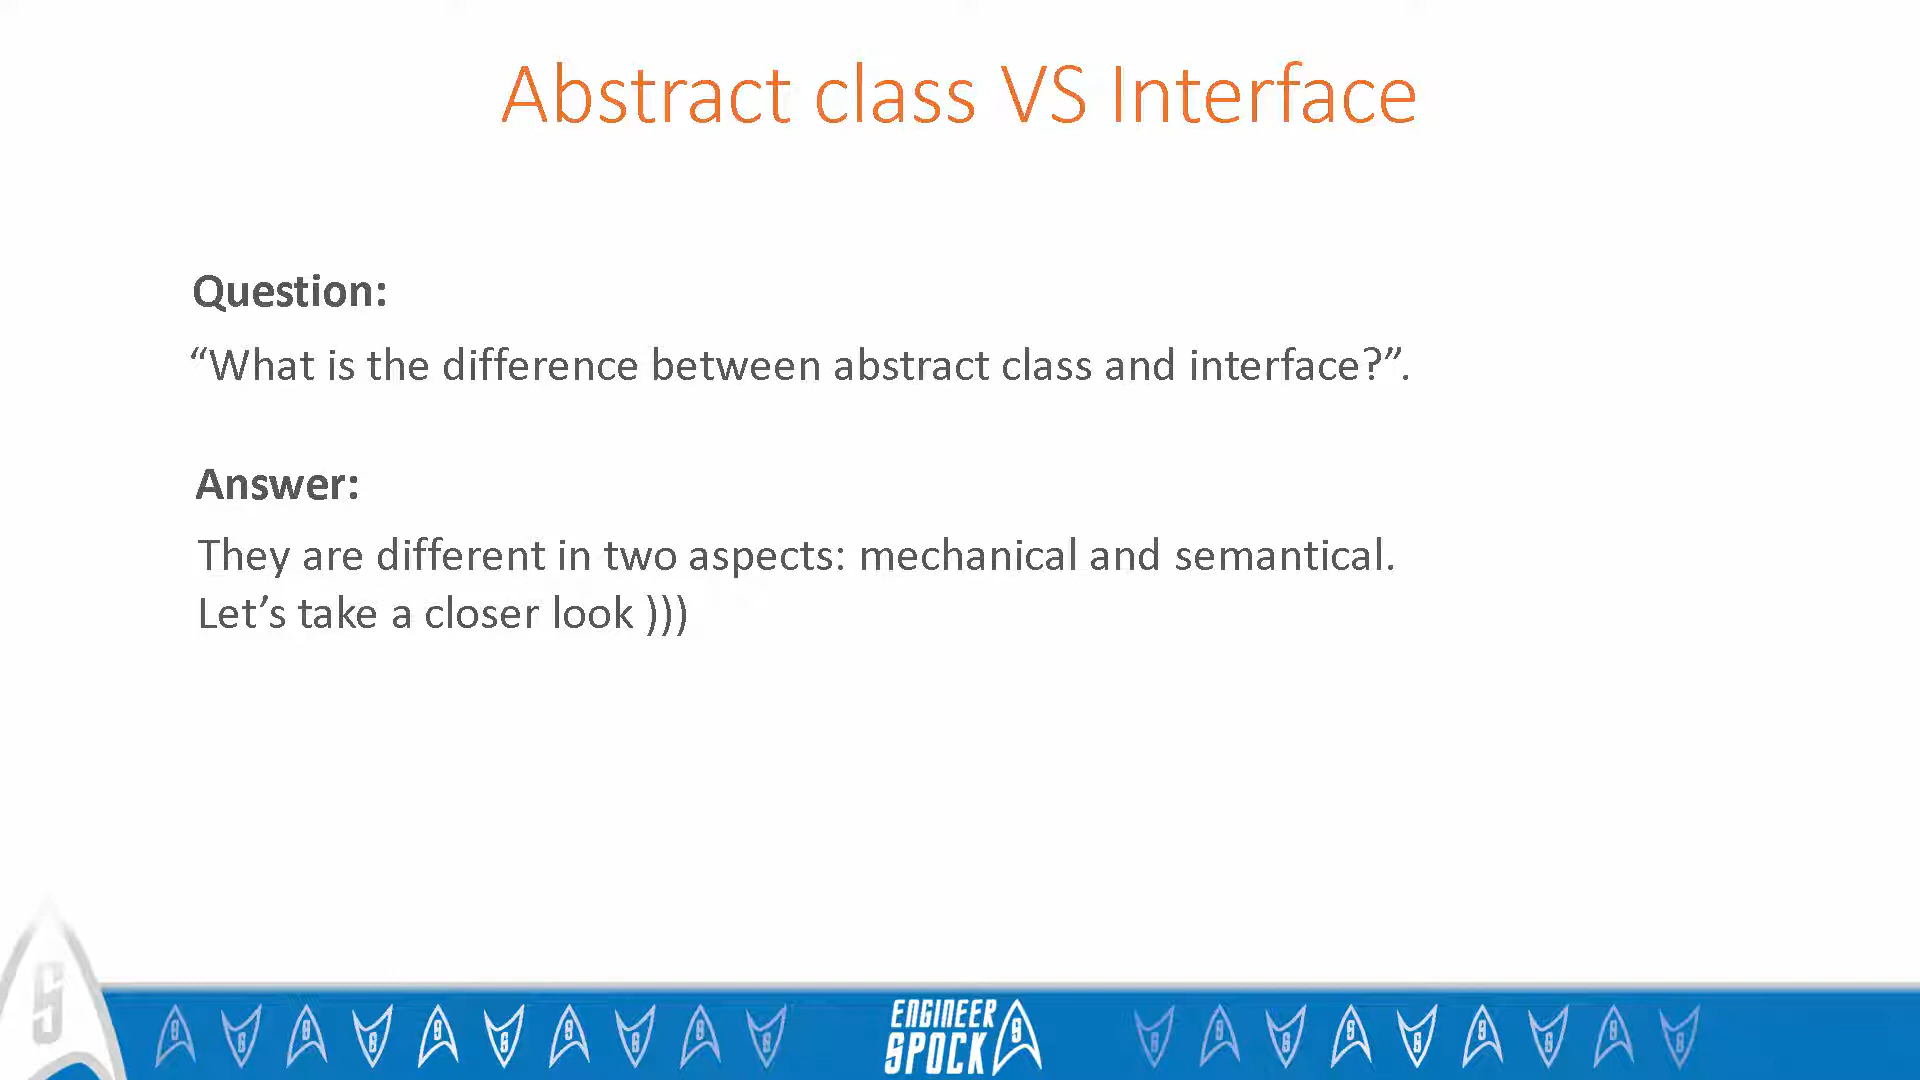 Abstract class VS Interface
Question:
“What is the difference between abstract class and interface?”.
Answer:
They are different in two aspects: mechanical and semantical.
Let’s take a closer look )))
ENGINEER
SPOCK